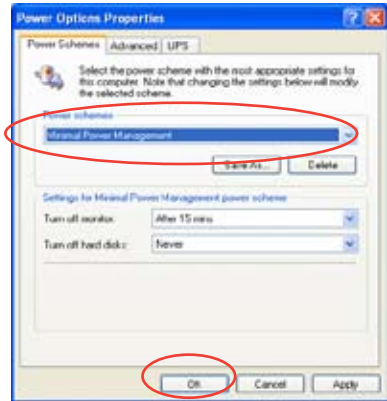 Power Options Properties
Power Schemes Advanced UPS
Select the power scheme with the most appropriate settings for
this computer. Note that changing the settings below will modify
the selected scheme.
Power schemes
Minimal Power Management
Save As... Delete
Settings for Minimal Power Management power scheme
Turn off monitor: After 15 mins
Turn off hard disks: Never
OK Cancel Apply